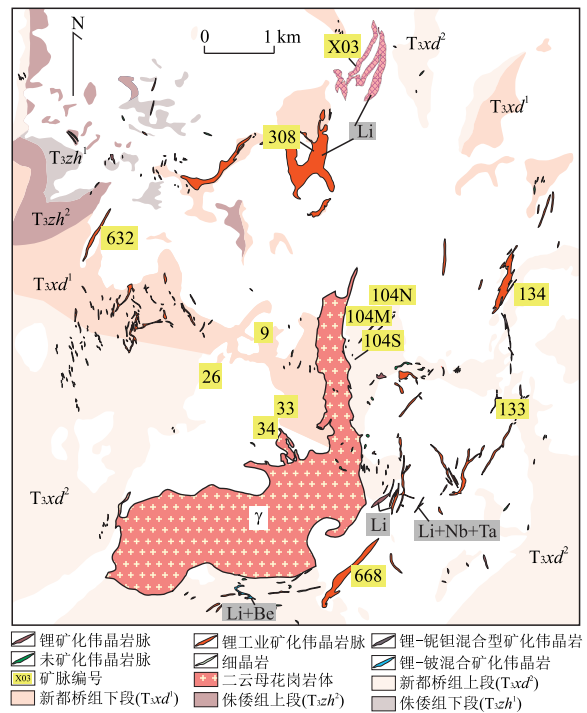 N
0 1 km
X03
T₃xd²
T₃xd¹
308
Li
T₃zh¹
T₃zh²
632
T₃xd¹
104N
134
104M
9
104S
26
33
133
34
T₃xd²
γ
Li
Li+Nb+Ta
T₃xd²
668
Li+Be
锂矿化伟晶岩脉 锂工业矿化伟晶岩脉 锂-铌钽混合型矿化伟晶岩
未矿化伟晶岩脉 细晶岩 锂-铍混合矿化伟晶岩
X03 矿脉编号 二云母花岗岩体 新都桥组上段(T₃xd²)
新都桥组下段(T₃xd¹) 侏倭组上段(T₃zh²) 侏倭组下段(T₃zh¹)